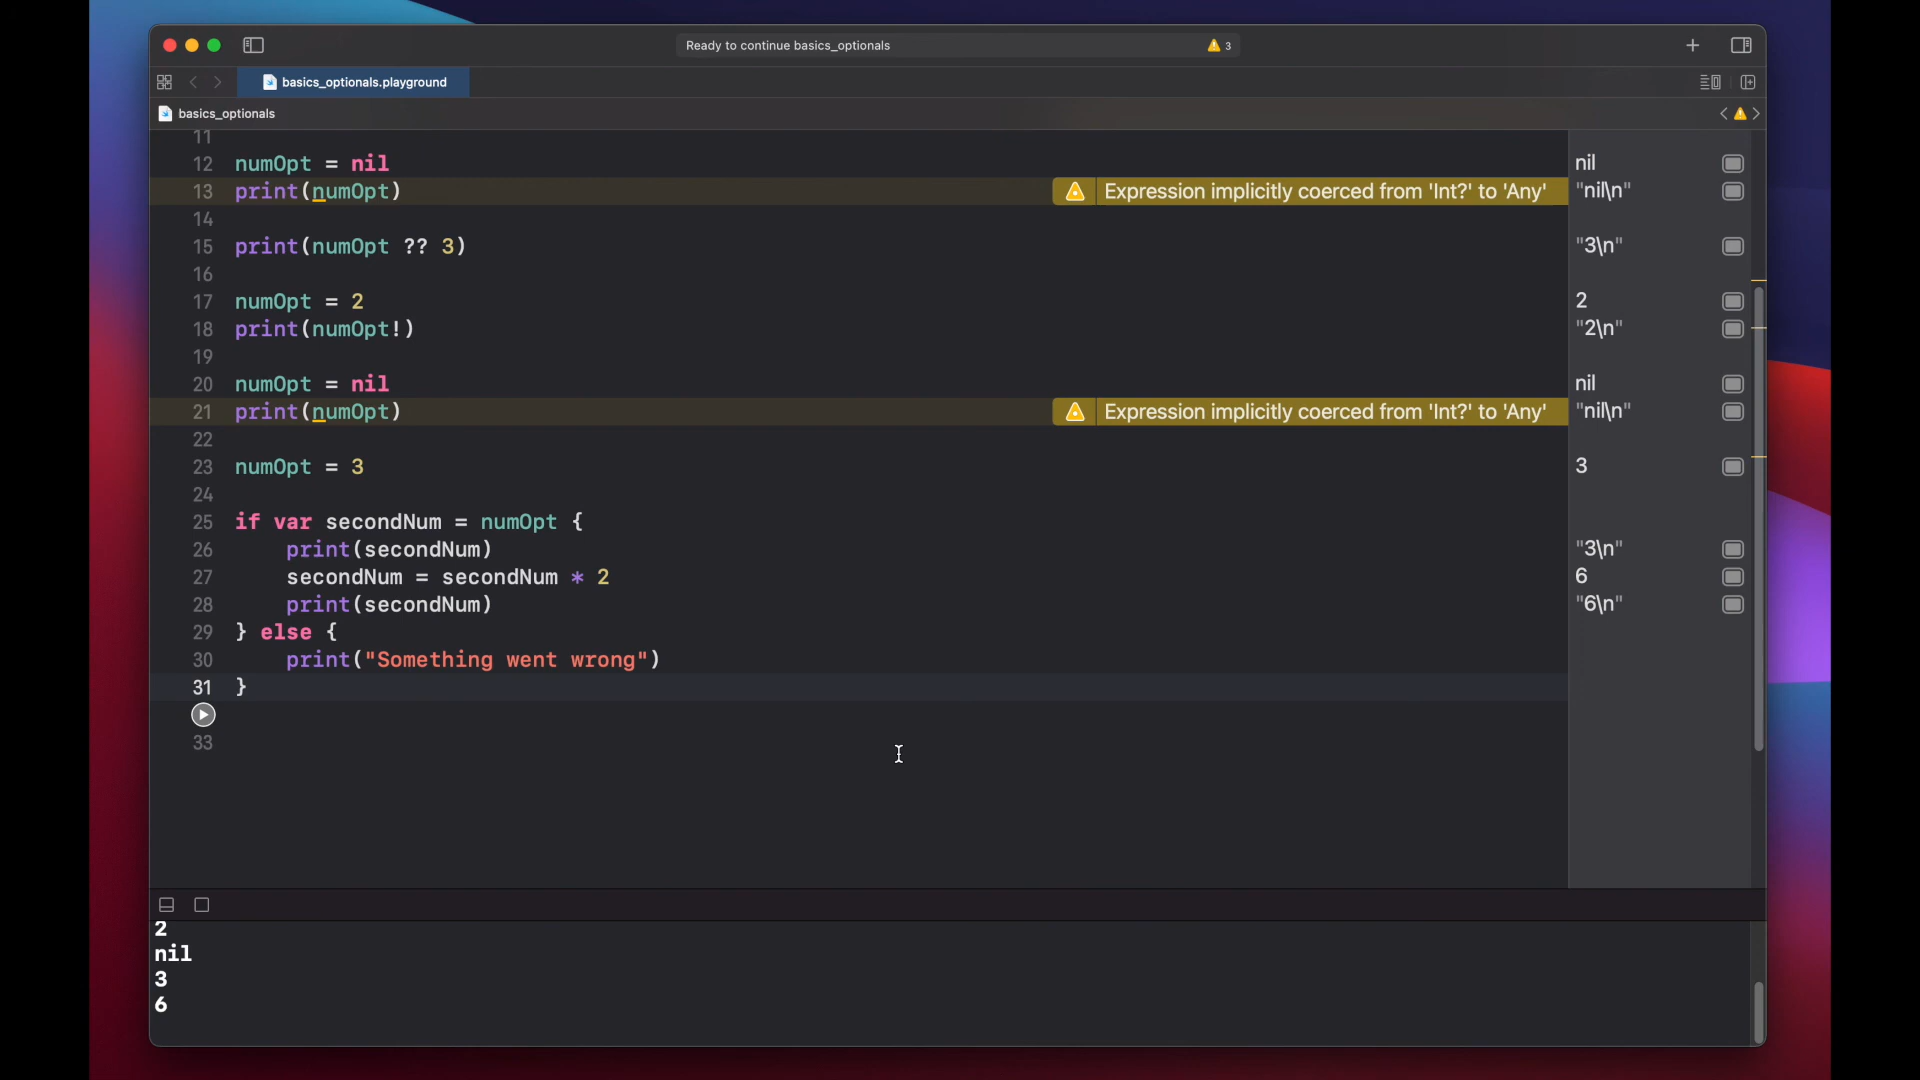 Ready to continue basics_optionals
3
basics_optionals.playground
basics_optionals
11
12 numOpt = nil nil
13 print(numOpt) Expression implicitly coerced from 'Int?' to 'Any' "nil\n"
14
15 print(numOpt ?? 3) "3\n"
16
17 numOpt = 2 2
18 print(numOpt!) "2\n"
19
20 numOpt = nil nil
21 print(numOpt) Expression implicitly coerced from 'Int?' to 'Any' "nil\n"
22
23 numOpt = 3 3
24
25 if var secondNum = numOpt {
26 print(secondNum) "3\n"
27 secondNum = secondNum * 2 6
28 print(secondNum) "6\n"
29 } else {
30 print("Something went wrong")
31 }
33
2
nil
3
6